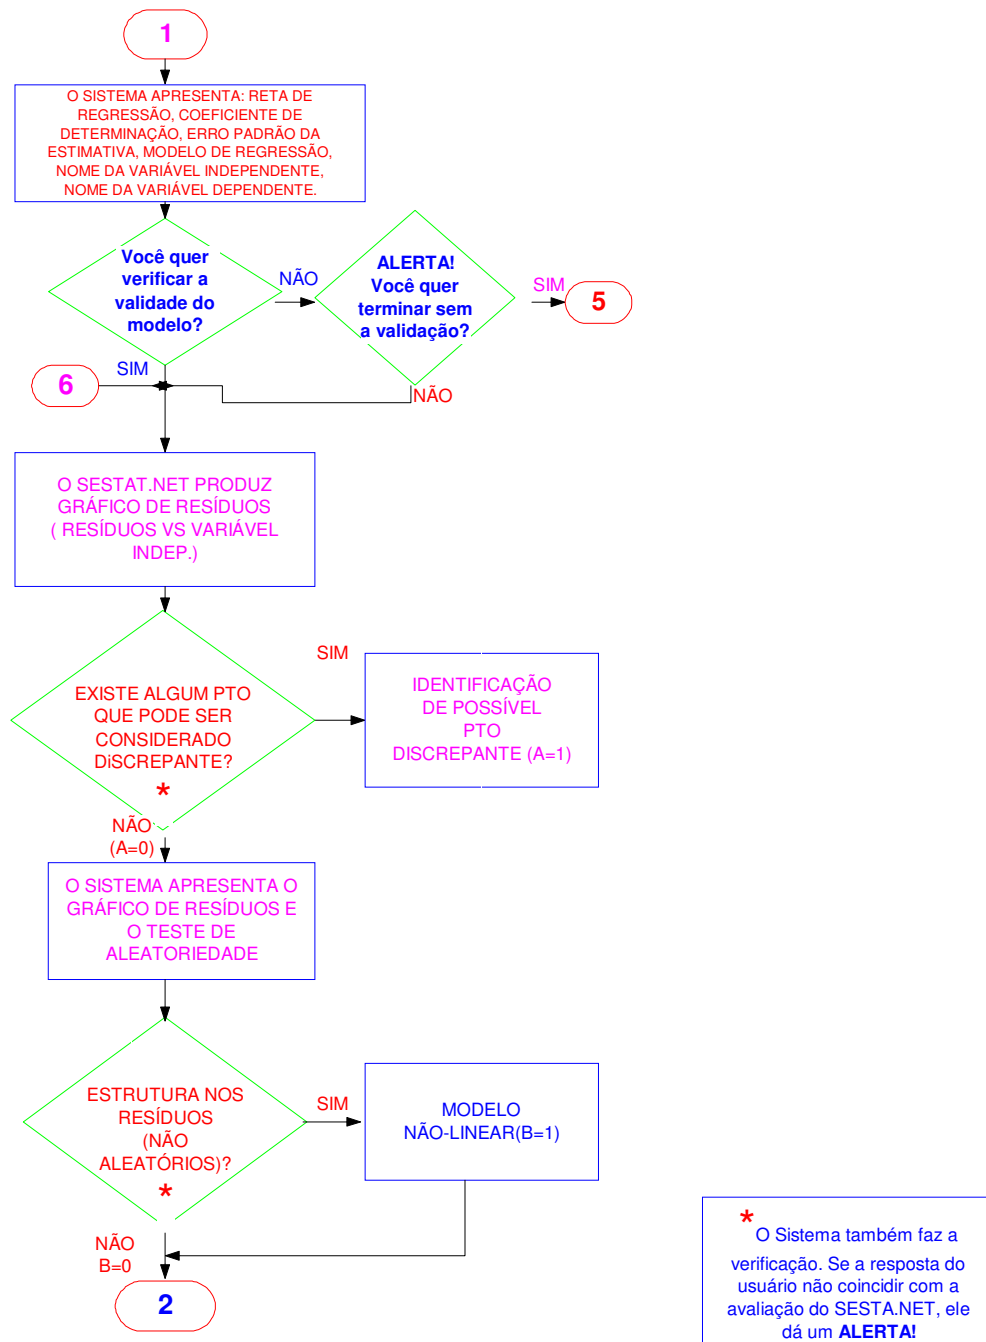 1
O SISTEMA APRESENTA: RETA DE
REGRESSÃO, COEFICIENTE DE
DETERMINAÇÃO, ERRO PADRÃO DA
ESTIMATIVA, MODELO DE REGRESSÃO,
NOME DA VARIÁVEL INDEPENDENTE,
NOME DA VARIÁVEL DEPENDENTE.
Você quer
verificar a
validade do
modelo?
NÃO
ALERTA!
Você quer
terminar sem
a validação?
SIM
5
SIM
6
NÃO
O SESTAT.NET PRODUZ
GRÁFICO DE RESÍDUOS
( RESÍDUOS VS VARIÁVEL
INDEP.)
EXISTE ALGUM PTO
QUE PODE SER
CONSIDERADO
DiSCREPANTE?
*
SIM
IDENTIFICAÇÃO
DE POSSÍVEL
PTO
DISCREPANTE (A=1)
NÃO
(A=0)
O SISTEMA APRESENTA O
GRÁFICO DE RESÍDUOS E
O TESTE DE
ALEATORIEDADE
ESTRUTURA NOS
RESÍDUOS
(NÃO
ALEATÓRIOS)?
*
SIM
MODELO
NÃO-LINEAR(B=1)
NÃO
B=0
2
* O Sistema também faz a
verificação. Se a resposta do
usuário não coincidir com a
avaliação do SESTA.NET, ele
dá um ALERTA!